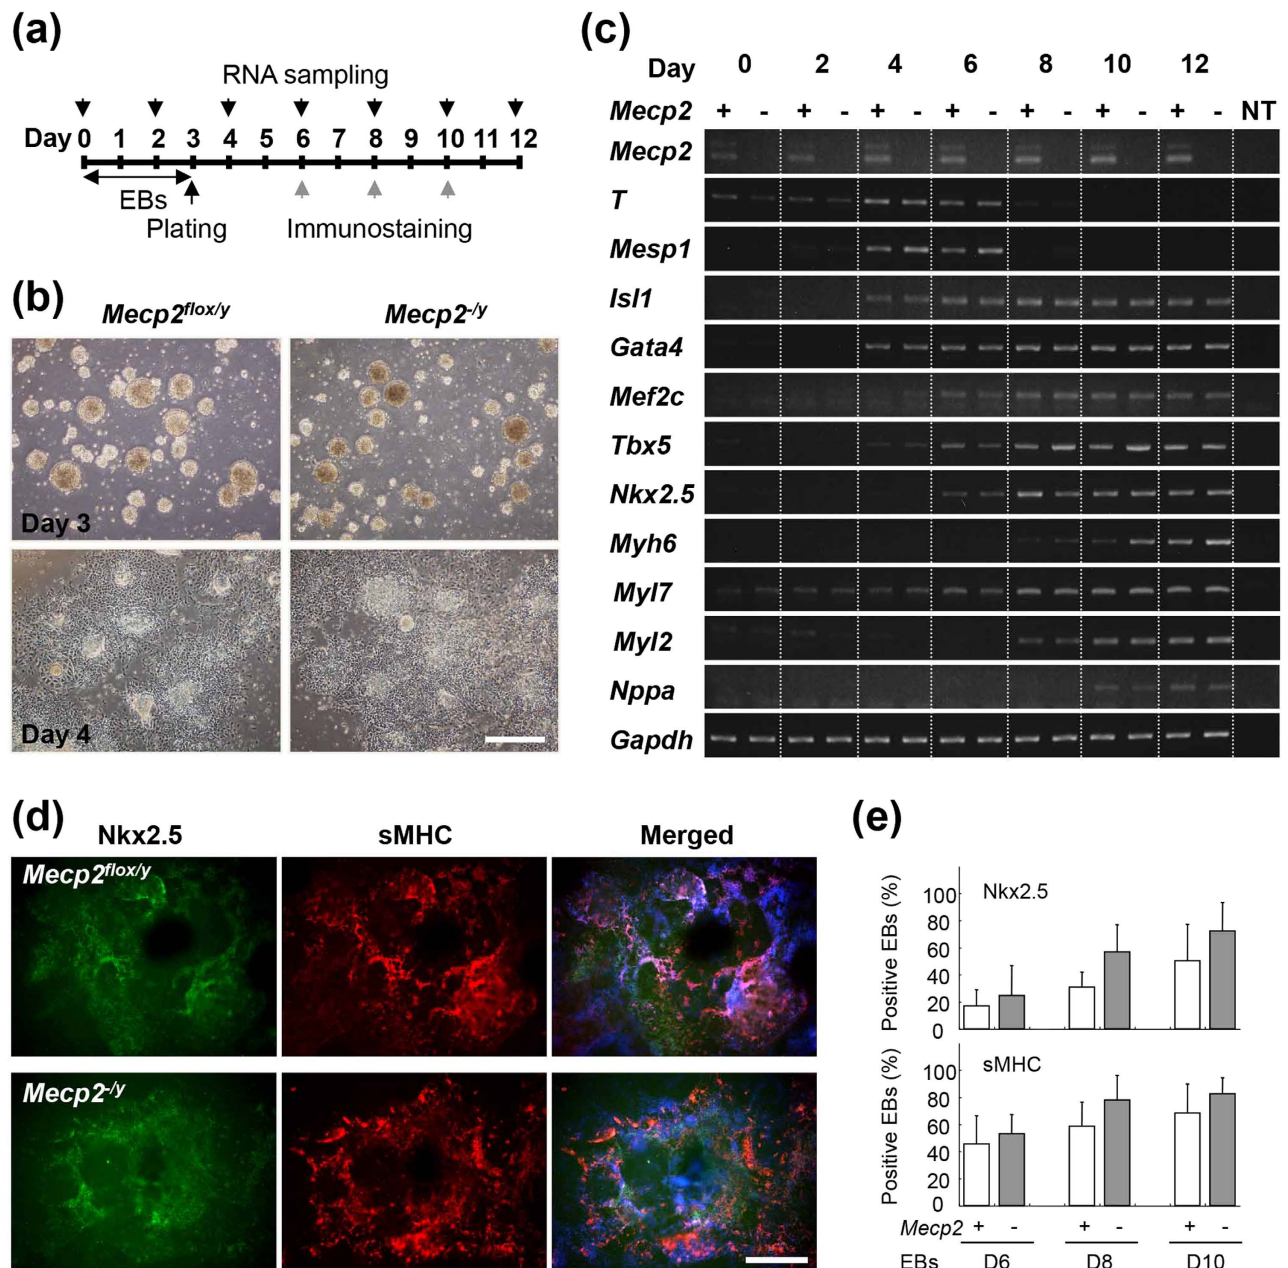 (a)
RNA sampling
Day 0 1 2 3 4 5 6 7 8 9 10 11 12
EBs
Plating
Immunostaining
(b)
Mecp2flox/y
Mecp2-/y
Day 3
Day 4
(c)
Day 0 2 4 6 8 10 12
Mecp2 + - + - + - + - + - + - + - NT
Mecp2
T
Mesp1
Isl1
Gata4
Mef2c
Tbx5
Nkx2.5
Myh6
Myl7
Myl2
Nppa
Gapdh
(d)
Nkx2.5 sMHC Merged
Mecp2flox/y
Mecp2-/y
(e)
Positive EBs (%)
100
80
60
40
20
0
Nkx2.5
Positive EBs (%)
100
80
60
40
20
0
sMHC
Mecp2 + - + - + -
EBs D6 D8 D10